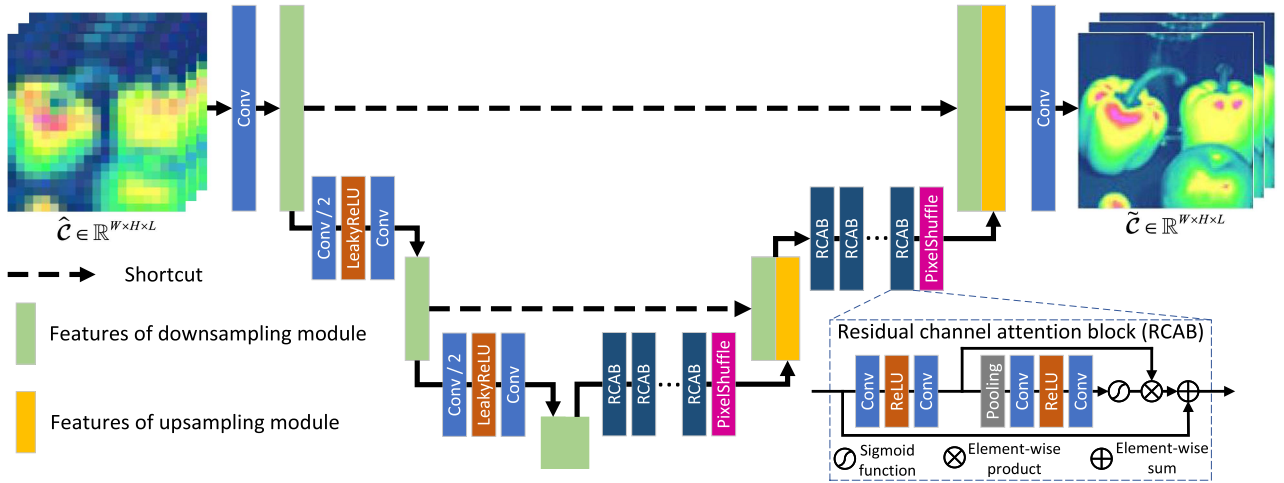 Conv
Conv
Ĉ ∈ ℝ^{W×H×L}
C̃ ∈ ℝ^{W×H×L}
Conv / 2
LeakyReLU
Conv
RCAB
RCAB
...
RCAB
PixelShuffle
Shortcut
Features of downsampling module
Conv / 2
LeakyReLU
Conv
RCAB
RCAB
...
RCAB
PixelShuffle
Features of upsampling module
Residual channel attention block (RCAB)
Conv
ReLU
Conv
Pooling
Conv
ReLU
Conv
Sigmoid
function
Element-wise
product
Element-wise
sum